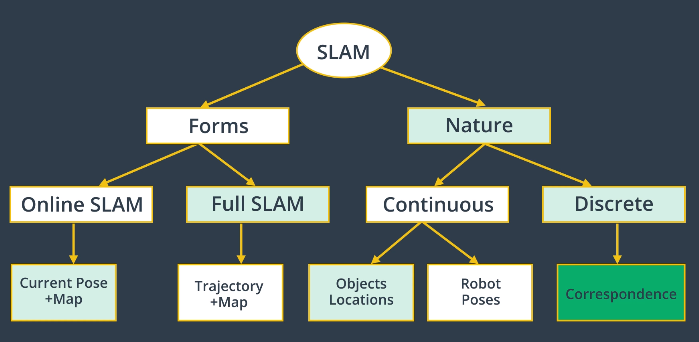 SLAM
Forms
Nature
Online SLAM
Full SLAM
Continuous
Discrete
Current Pose
+Map
Trajectory
+Map
Objects
Locations
Robot
Poses
Correspondence